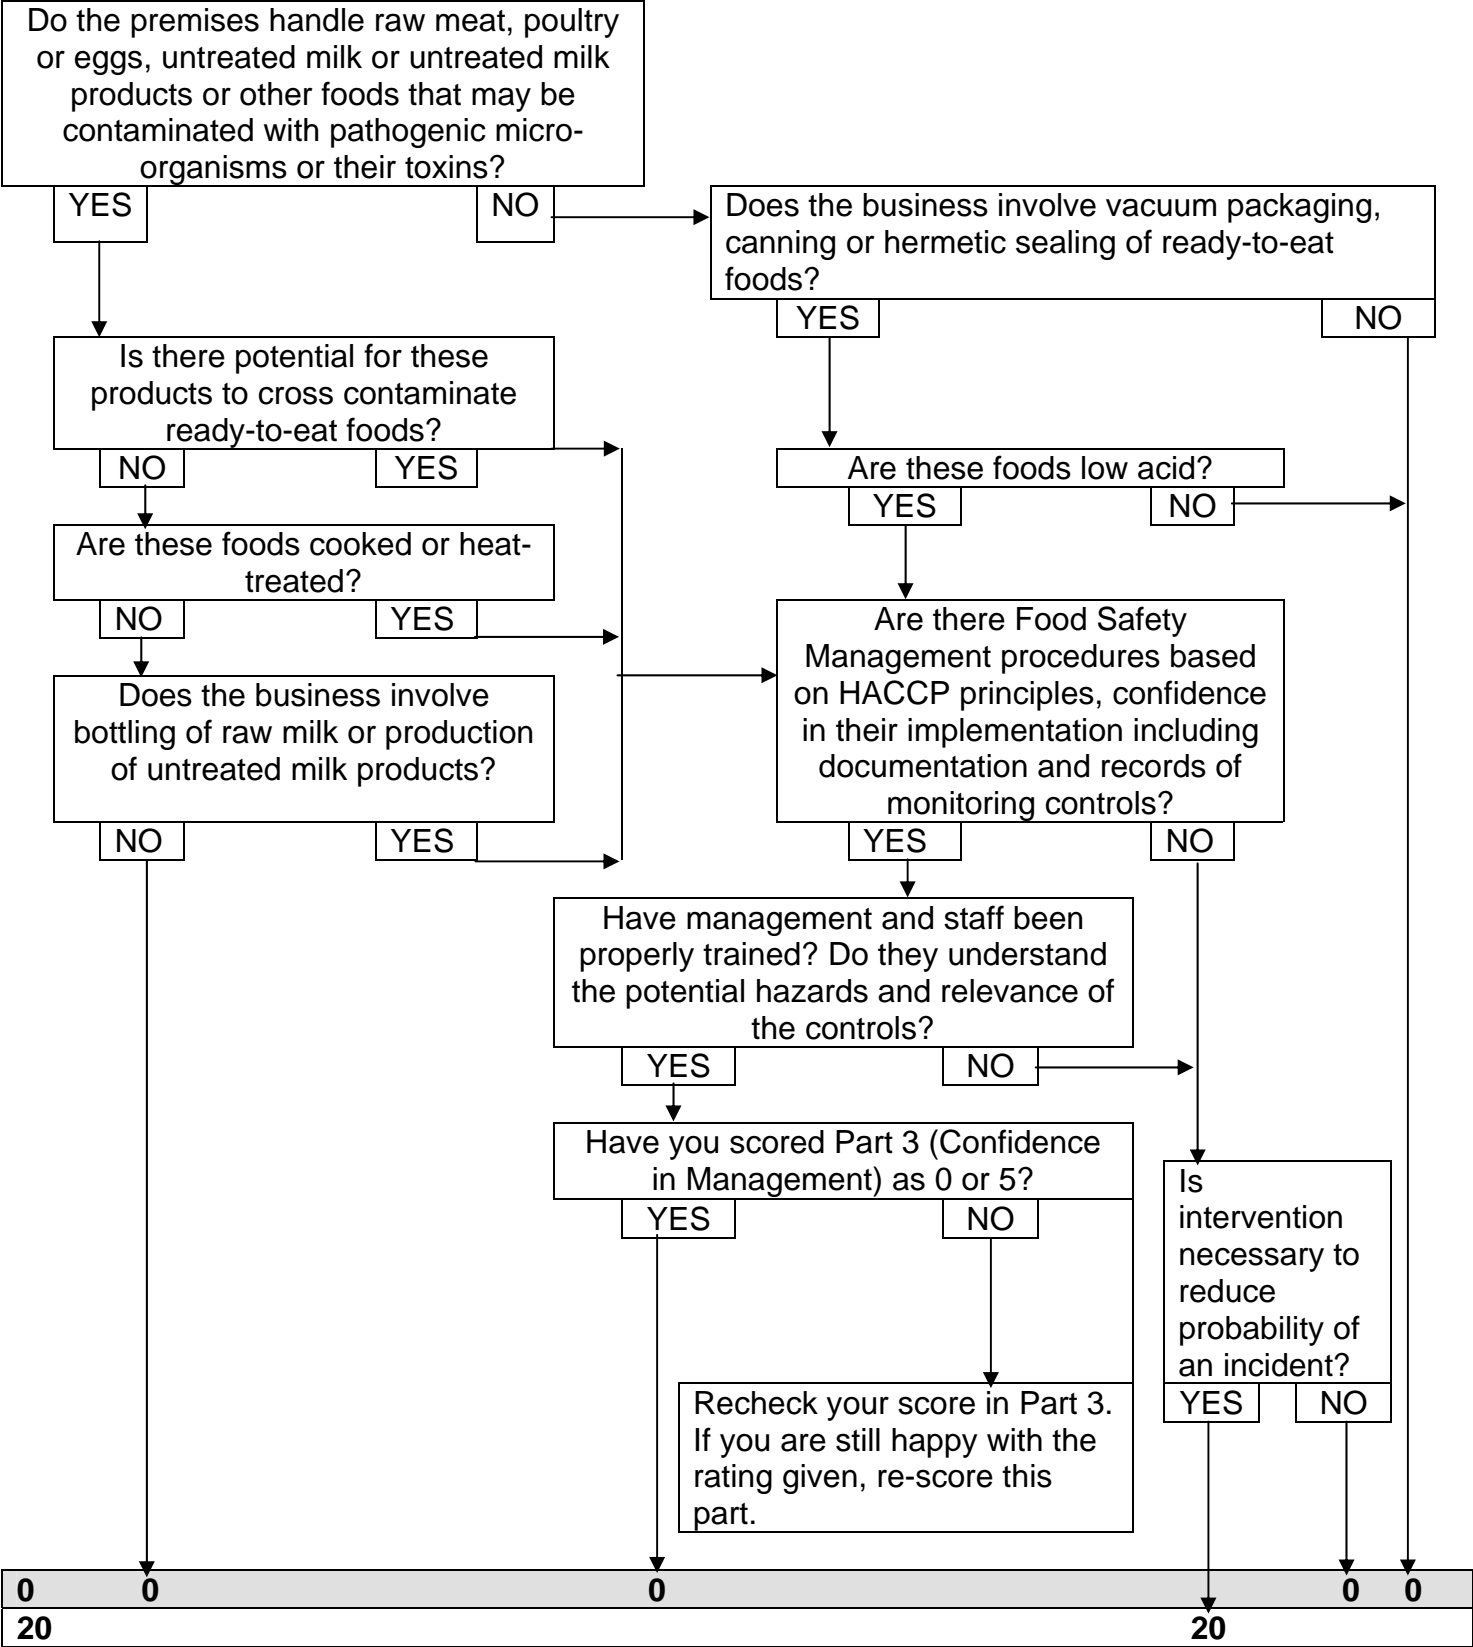 Do the premises handle raw meat, poultry
or eggs, untreated milk or untreated milk
products or other foods that may be
contaminated with pathogenic micro-
organisms or their toxins?
YES
NO
Does the business involve vacuum packaging,
canning or hermetic sealing of ready-to-eat
foods?
YES
NO
Is there potential for these
products to cross contaminate
ready-to-eat foods?
NO
YES
Are these foods low acid?
YES
NO
Are these foods cooked or heat-
treated?
NO
YES
Are there Food Safety
Management procedures based
on HACCP principles, confidence
in their implementation including
documentation and records of
monitoring controls?
YES
NO
Does the business involve
bottling of raw milk or production
of untreated milk products?
NO
YES
Have management and staff been
properly trained? Do they understand
the potential hazards and relevance of
the controls?
YES
NO
Have you scored Part 3 (Confidence
in Management) as 0 or 5?
YES
NO
Is
intervention
necessary to
reduce
probability of
an incident?
YES
NO
Recheck your score in Part 3.
If you are still happy with the
rating given, re-score this
part.
0 0 0 0 0
20 20